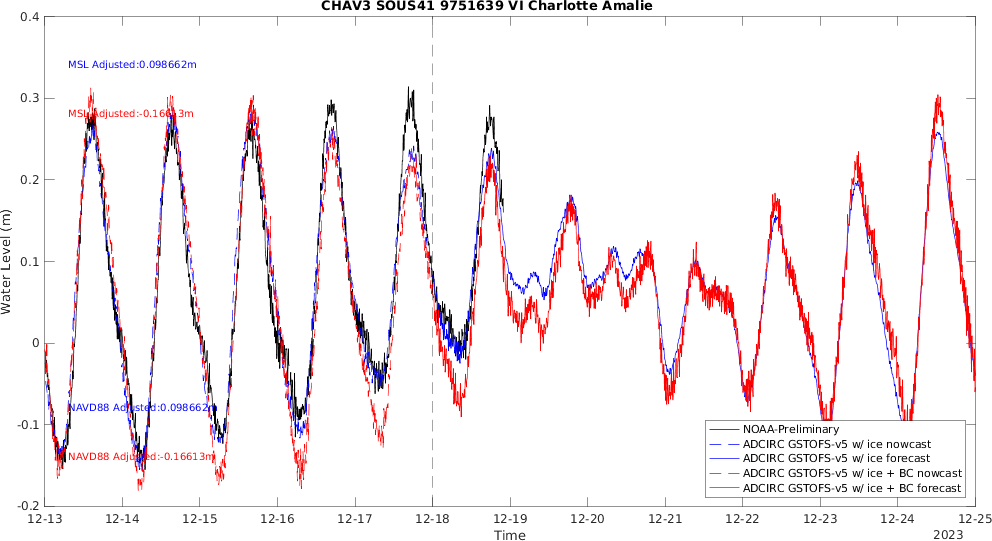 CHAV3 SOUS41 9751639 VI Charlotte Amalie
0.4
0.3
0.2
0.1
0
-0.1
-0.2
Water Level (m)
MSL Adjusted:0.098662m
MSL Adjusted:-0.16613m
NAVD88 Adjusted:0.098662m
NAVD88 Adjusted:-0.16613m
NOAA-Preliminary
ADCIRC GSTOFS-v5 w/ ice nowcast
ADCIRC GSTOFS-v5 w/ ice forecast
ADCIRC GSTOFS-v5 w/ ice + BC nowcast
ADCIRC GSTOFS-v5 w/ ice + BC forecast
12-13 12-14 12-15 12-16 12-17 12-18 12-19 12-20 12-21 12-22 12-23 12-24 12-25
Time
2023